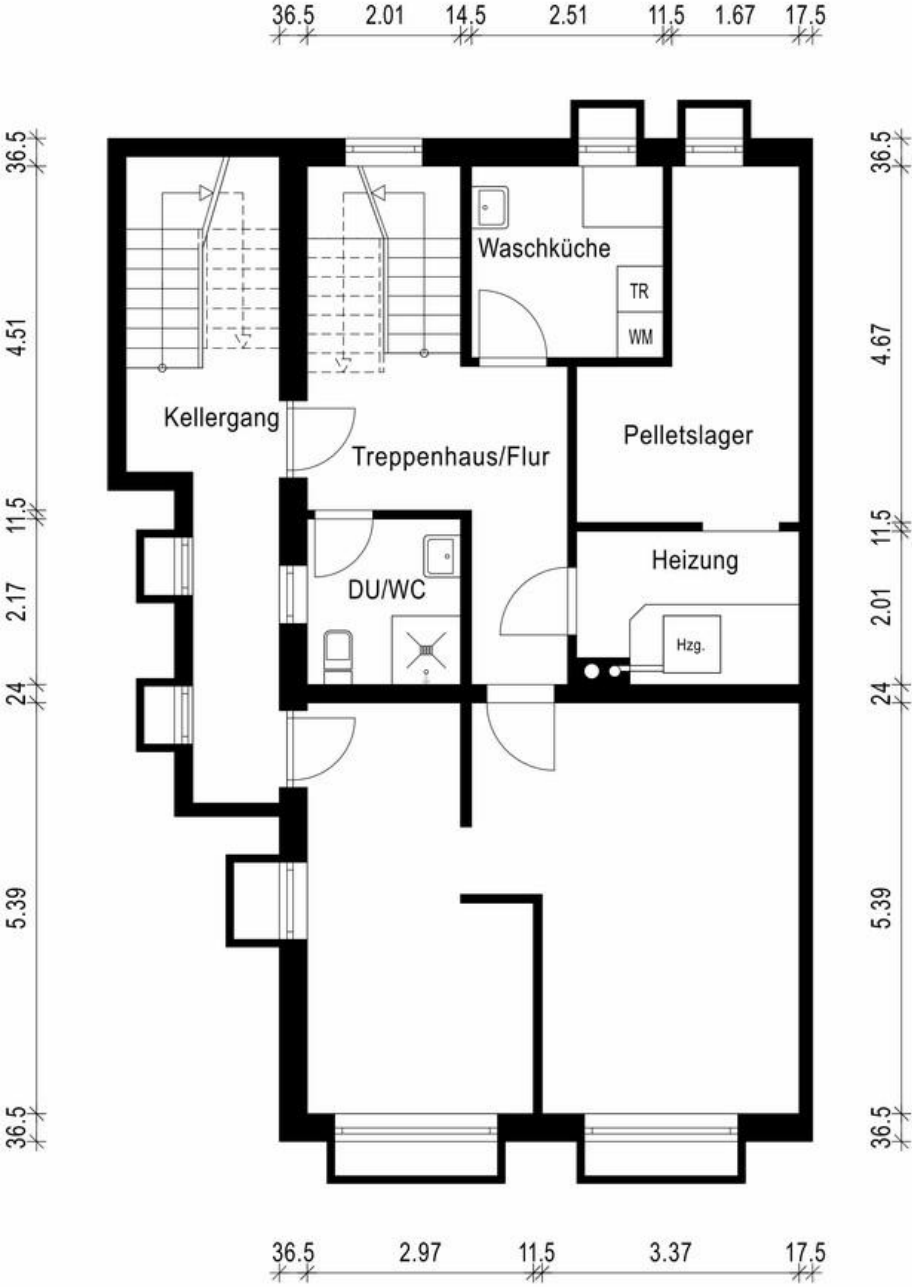 36.5 2.01 14.5 2.51 11.5 1.67 17.5
36.5
4.51
11.5
2.17
24
5.39
36.5
Waschküche
TR
WM
Kellergang
Treppenhaus/Flur
Pelletslager
DU/WC
Heizung
Hzg.
36.5
4.67
11.5
2.01
24
5.39
36.5
36.5 2.97 11.5 3.37 17.5